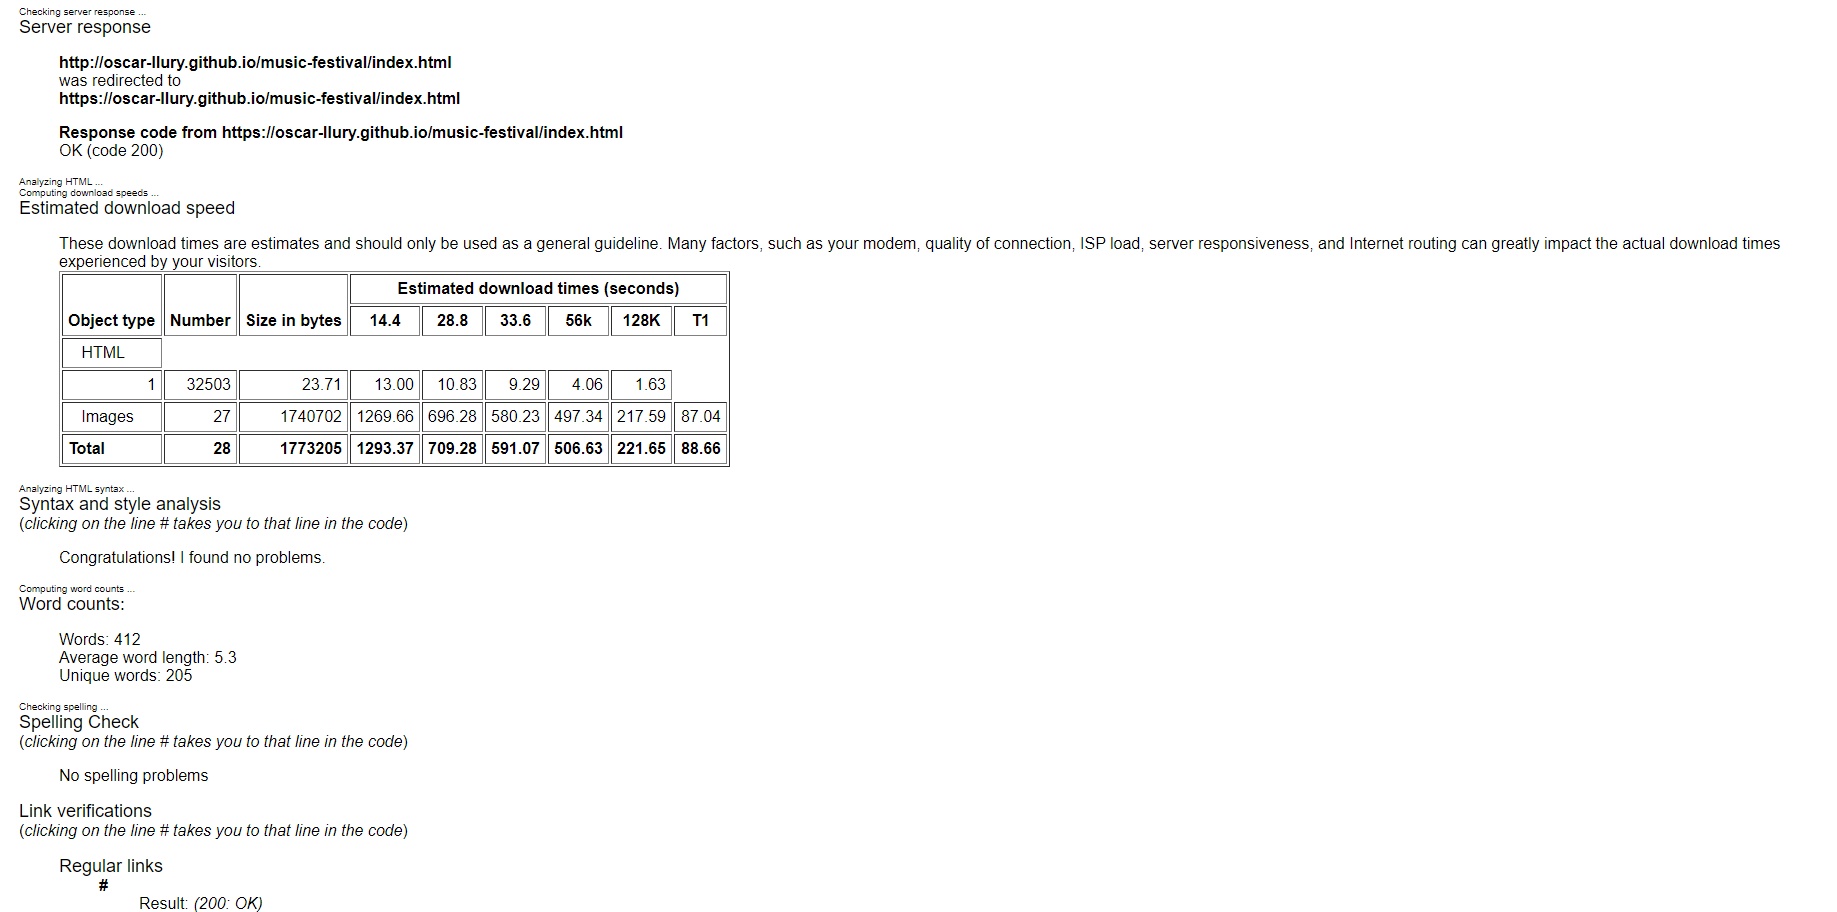 Checking server response ...
Server response
http://oscar-llury.github.io/music-festival/index.html
was redirected to
https://oscar-llury.github.io/music-festival/index.html
Response code from https://oscar-llury.github.io/music-festival/index.html
OK (code 200)
Analyzing HTML ...
Computing download speeds ...
Estimated download speed
These download times are estimates and should only be used as a general guideline. Many factors, such as your modem, quality of connection, ISP load, server responsiveness, and Internet routing can greatly impact the actual download times
experienced by your visitors.
Estimated download times (seconds)
Object type Number Size in bytes 14.4 28.8 33.6 56k 128K T1
HTML
1 32503 23.71 13.00 10.83 9.29 4.06 1.63
Images 27 1740702 1269.66 696.28 580.23 497.34 217.59 87.04
Total 28 1773205 1293.37 709.28 591.07 506.63 221.65 88.66
Analyzing HTML syntax ...
Syntax and style analysis
(clicking on the line # takes you to that line in the code)
Congratulations! I found no problems.
Computing word counts ...
Word counts:
Words: 412
Average word length: 5.3
Unique words: 205
Checking spelling ...
Spelling Check
(clicking on the line # takes you to that line in the code)
No spelling problems
Link verifications
(clicking on the line # takes you to that line in the code)
Regular links
#
Result: (200: OK)